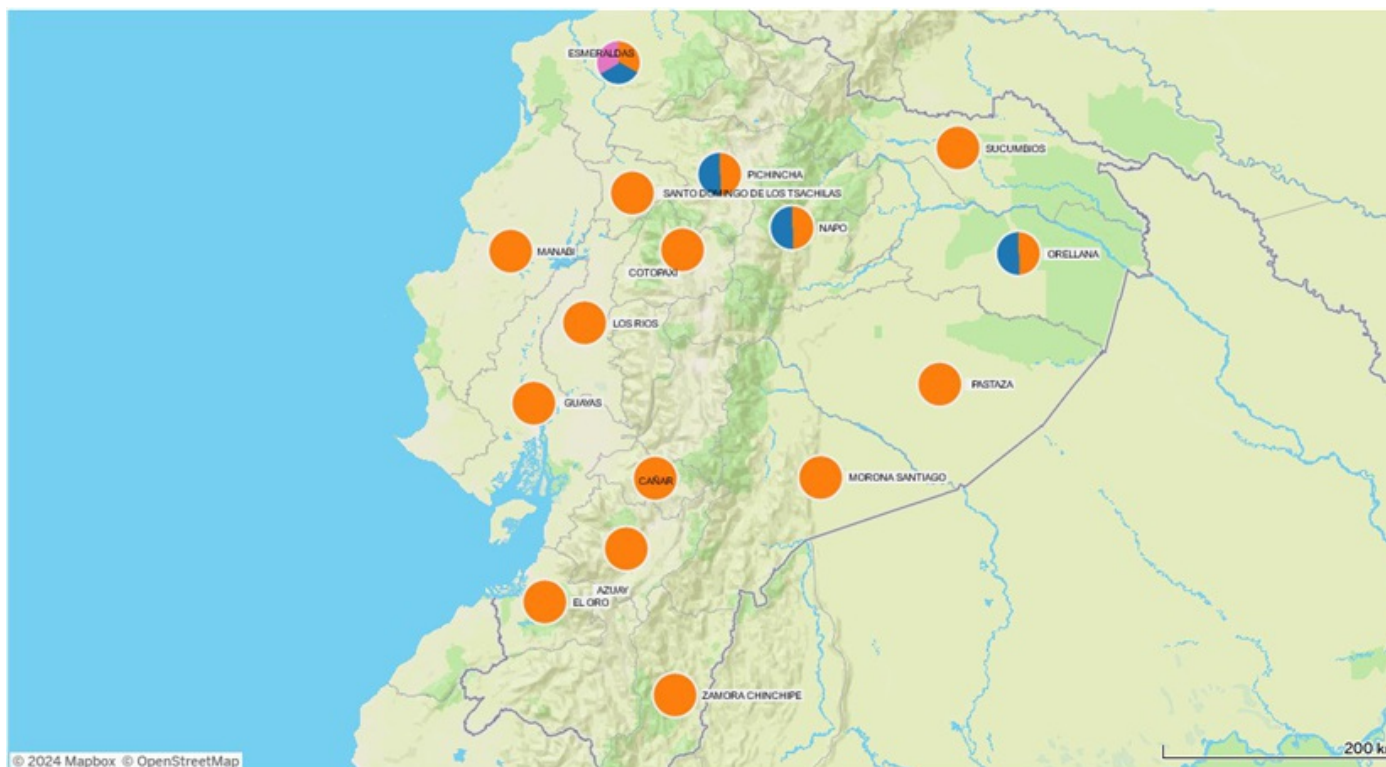 ESMERALDAS
SUCUMBIOS
PICHINCHA
SANTO DOMINGO DE LOS TSACHILAS
NAPO
MANABI
ORELLANA
COTOPAXI
LOS RIOS
PASTAZA
GUAYAS
CAÑAR
MORONA SANTIAGO
AZUAY
EL ORO
ZAMORA CHINCHIPE
© 2024 Mapbox © OpenStreetMap
200